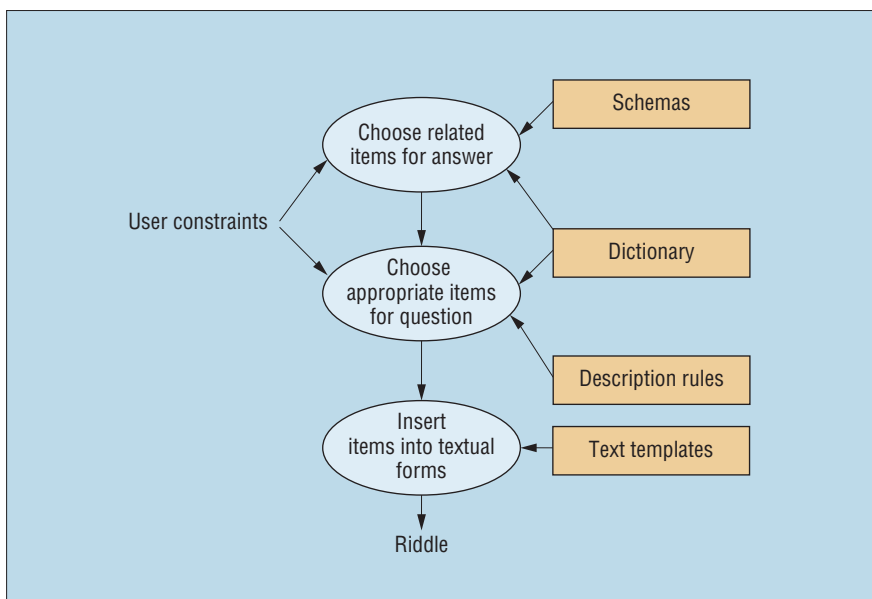 Schemas
Choose related
items for answer
User constraints
Dictionary
Choose
appropriate items
for question
Description rules
Insert
items into textual
forms
Text templates
Riddle